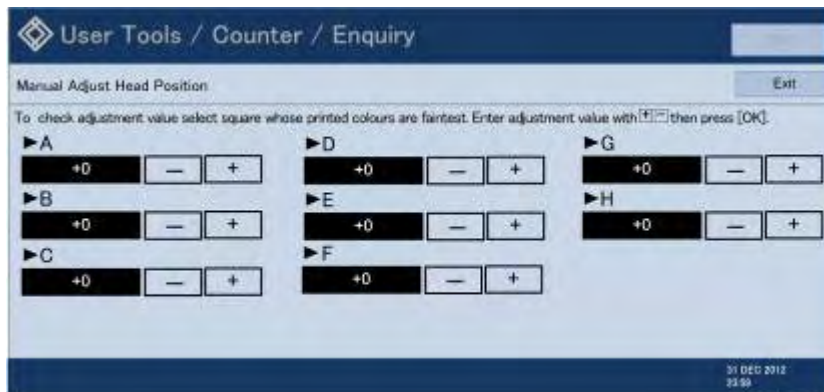 User Tools / Counter / Enquiry
Manual Adjust Head Position
Exit
To check adjustment value select square whose printed colours are faintest. Enter adjustment value with + - then press [OK].
►A
+0 — +
►B
+0 — +
►C
+0 — +
►D
+0 — +
►E
+0 — +
►F
+0 — +
►G
+0 — +
►H
+0 — +
31 DEC 2012
23:59